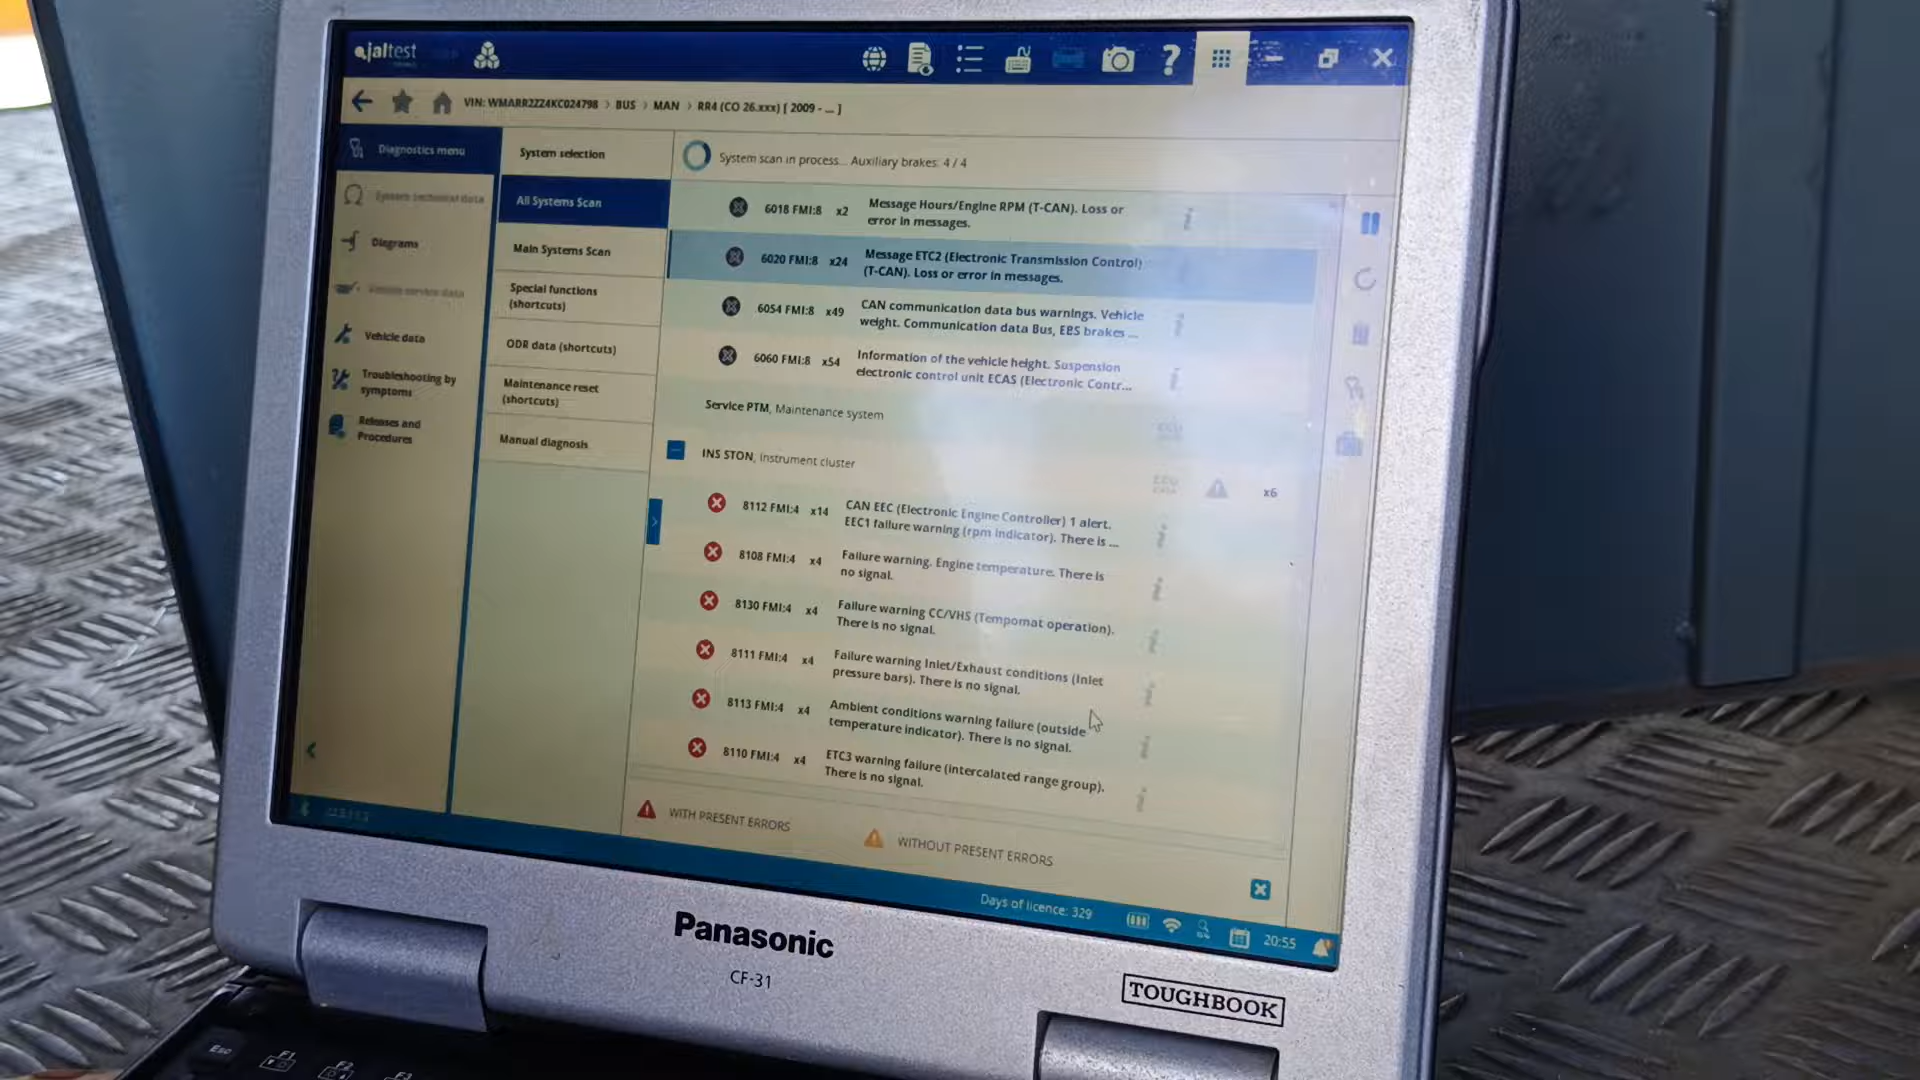 jaltest
VIN: WMARR2ZZ4KC024798 > BUS > MAN > RR4 (CO 26.xxx) [ 2009 - ... ]
Diagnostics menu
System technical data
Diagrams
Vehicle data
Troubleshooting by
symptoms
Releases and
Procedures
System selection
All Systems Scan
Main Systems Scan
Special functions
(shortcuts)
ODR data (shortcuts)
Maintenance reset
(shortcuts)
Manual diagnosis
System scan in process... Auxiliary brakes: 4 / 4
6018 FMI:8 x2 Message Hours/Engine RPM (T-CAN). Loss or
error in messages.
6020 FMI:8 x24 Message ETC2 (Electronic Transmission Control)
(T-CAN). Loss or error in messages.
6054 FMI:8 x49 CAN communication data bus warnings. Vehicle
weight. Communication data Bus, EBS brakes ...
6060 FMI:8 x54 Information of the vehicle height. Suspension
electronic control unit ECAS (Electronic Contr...
Service PTM, Maintenance system
INS STON, Instrument cluster
x6
8112 FMI:4 x14 CAN EEC (Electronic Engine Controller) 1 alert.
EEC1 failure warning (rpm indicator). There is ...
8108 FMI:4 x4 Failure warning. Engine temperature. There is
no signal.
8130 FMI:4 x4 Failure warning CC/VHS (Tempomat operation).
There is no signal.
8111 FMI:4 x4 Failure warning Inlet/Exhaust conditions (Inlet
pressure bars). There is no signal.
8113 FMI:4 x4 Ambient conditions warning failure (outside
temperature indicator). There is no signal.
8110 FMI:4 x4 ETC3 warning failure (intercalated range group).
There is no signal.
WITH PRESENT ERRORS
WITHOUT PRESENT ERRORS
Days of licence: 329
20:55
Panasonic
CF-31
TOUGHBOOK
Esc
F1
F2
F3